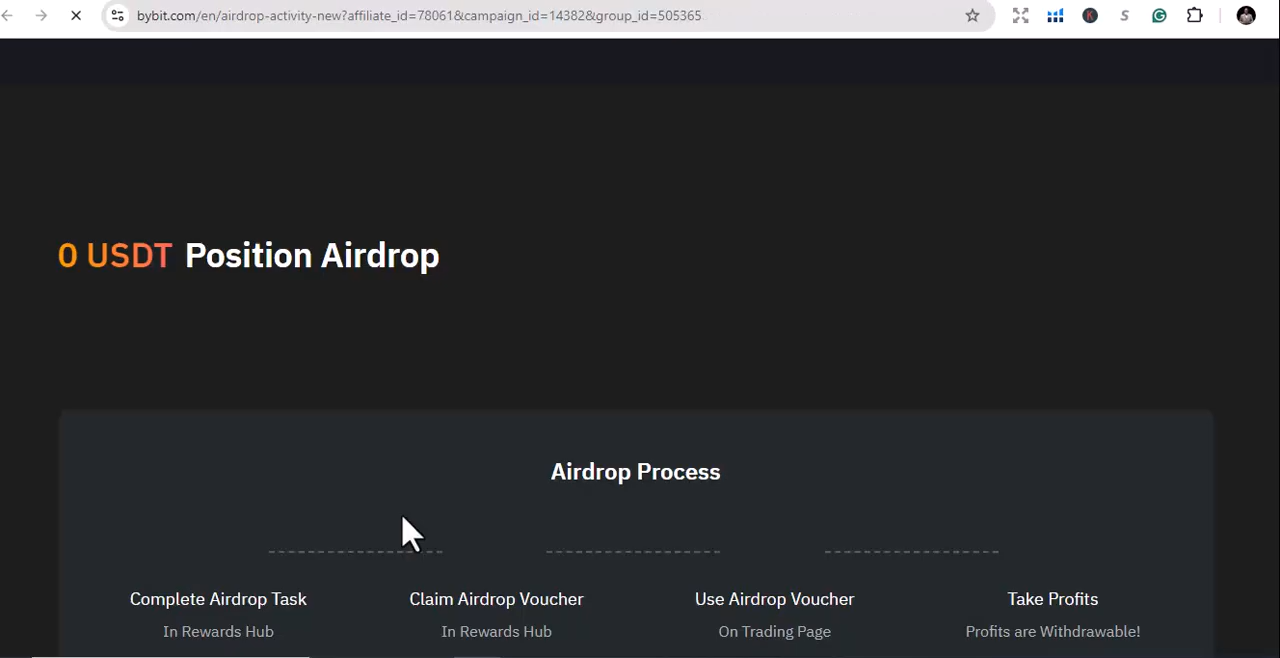 bybit.com/en/airdrop-activity-new?affiliate_id=78061&campaign_id=14382&group_id=505365
0 USDT Position Airdrop
Airdrop Process
Complete Airdrop Task
In Rewards Hub
Claim Airdrop Voucher
In Rewards Hub
Use Airdrop Voucher
On Trading Page
Take Profits
Profits are Withdrawable!